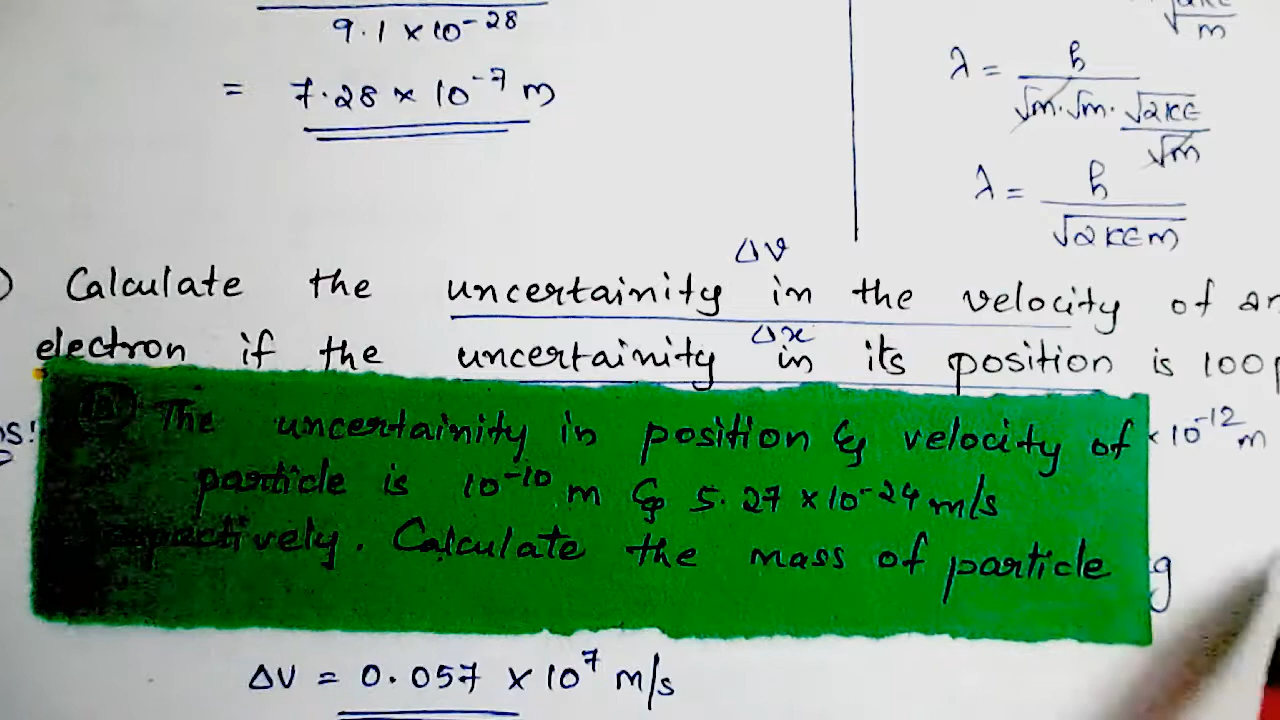 9.1 × 10⁻²⁸
= 7.28 × 10⁻⁷ m
√m
λ = h / √m.√m. √2KE / √m
λ = h / √2KEm
Δv
Calculate the uncertainity in the velocity of
Δx
electron if the uncertainity in its position is 100
The uncertainity in position & velocity of × 10⁻¹² m
particle is 10⁻¹⁰ m & 5.27 × 10⁻²⁴ m/s
Calculate the mass of particle g
ΔV = 0.057 × 10⁷ m/s